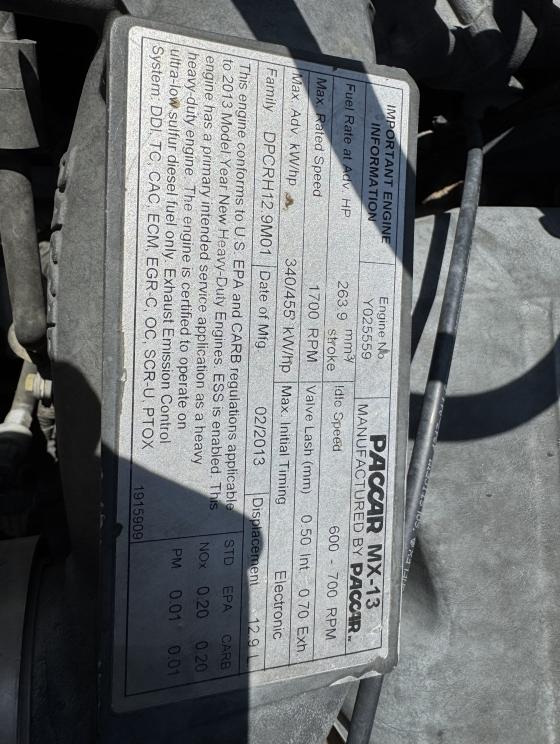 IMPORTANT ENGINE INFORMATION
Engine No.
Y025559
PACCAR MX-13
MANUFACTURED BY PACCAR
Fuel Rate at Adv. HP 263.9 mm³ stroke Idle Speed 600 - 700 RPM
Max. Rated Speed 1700 RPM Valve Lash (mm) 0.50 Int 0.70 Exh.
Max. Adv. kW/hp 340/455 kW/hp Max. Initial Timing Electronic
Family DPCRH12.9M01 Date of Mfg 02/2013 Displacement 12.9 L
This engine conforms to U.S. EPA and CARB regulations applicable
to 2013 Model Year New Heavy-Duty Engines. ESS is enabled. This
engine has a primary intended service application as a heavy
heavy-duty engine. The engine is certified to operate on
ultra-low sulfur diesel fuel only. Exhaust Emission Control
System: DDI, TC, CAC, ECM, EGR-C, OC, SCR-U, PTOX
STD EPA CARB
NOx 0.20 0.20
PM 0.01 0.01
1915909